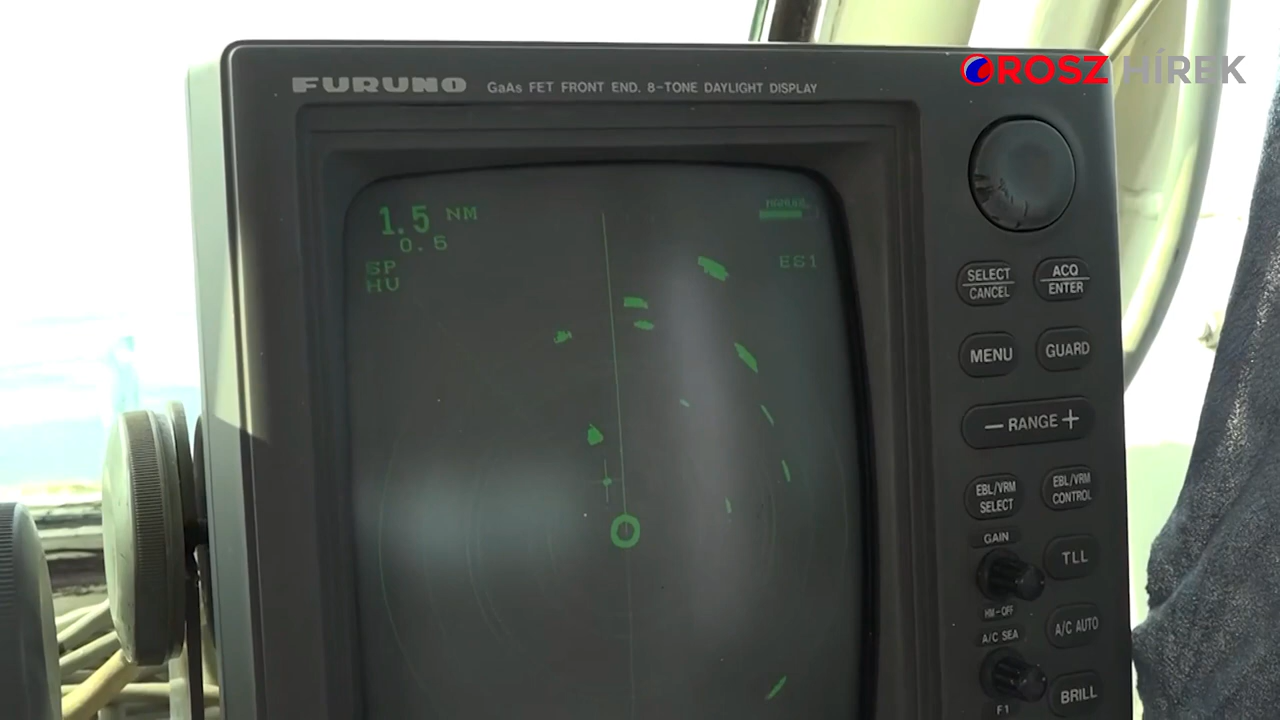 OROSZ HÍREK
FURUNO GaAs FET FRONT END. 8-TONE DAYLIGHT DISPLAY
1.5 NM
0.5
SP
HU
MANUAL
ES1
SELECT
CANCEL
ACQ
ENTER
MENU
GUARD
— RANGE +
EBL/VRM
SELECT
EBL/VRM
CONTROL
GAIN
TLL
HM-OFF
A/C SEA
A/C AUTO
F1
BRILL